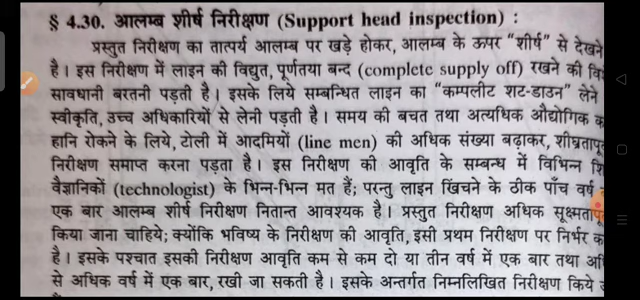 § 4.30. आलम्ब शीर्ष निरीक्षण (Support head inspection) :
प्रस्तुत निरीक्षण का तात्पर्य आलम्ब पर खड़े होकर, आलम्ब के ऊपर “शीर्ष” से देखने
है। इस निरीक्षण में लाइन की विद्युत, पूर्णतया बन्द (complete supply off) रखने की
सावधानी बरतनी पड़ती है। इसके लिये सम्बन्धित लाइन का “कम्पलीट शट-डाउन” लेने
स्वीकृति, उच्च अधिकारियों से लेनी पड़ती है। समय की बचत तथा अत्यधिक औद्योगिक
हानि रोकने के लिये, टोली में आदमियों (line men) की अधिक संख्या बढ़ाकर,
निरीक्षण समाप्त करना पड़ता है। इस निरीक्षण की आवृति के सम्बन्ध में विभिन्न
वैज्ञानिकों (technologist) के भिन्न-भिन्न मत हैं; परन्तु लाइन खिंचने के ठीक पाँच वर्ष
एक बार आलम्ब शीर्ष निरीक्षण नितान्त आवश्यक है। प्रस्तुत निरीक्षण अधिक
किया जाना चाहिये; क्योंकि भविष्य के निरीक्षण की आवृति, इसी प्रथम निरीक्षण पर निर्भर
है। इसके पश्चात इसकी निरीक्षण आवृति कम से कम दो या तीन वर्ष में एक बार तथा
से अधिक वर्ष में एक बार, रखी जा सकती है। इसके अन्तर्गत निम्नलिखित निरीक्षण किये